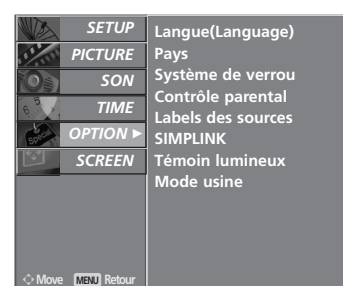 SETUP
PICTURE
SON
TIME
OPTION ►
SCREEN
Langue(Language)
Pays
Système de verrou
Contrôle parental
Labels des sources
SIMPLINK
Témoin lumineux
Mode usine
Special
Move MENU Retour